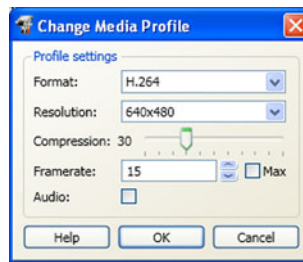 Change Media Profile
Profile settings
Format: H.264
Resolution: 640x480
Compression: 30
Framerate: 15 Max
Audio:
Help OK Cancel